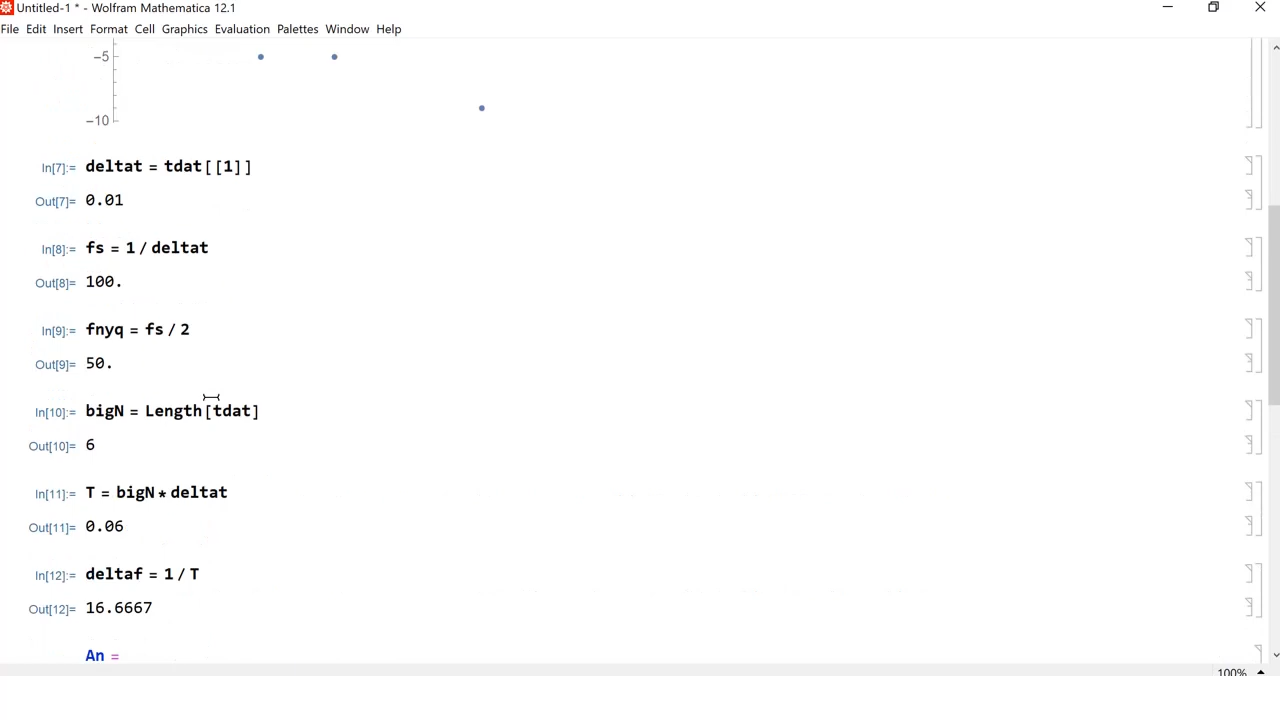 Untitled-1 * - Wolfram Mathematica 12.1
File Edit Insert Format Cell Graphics Evaluation Palettes Window Help
-5
-10
In[7]:= deltat = tdat[[1]]
Out[7]= 0.01
In[8]:= fs = 1 / deltat
Out[8]= 100.
In[9]:= fnyq = fs / 2
Out[9]= 50.
In[10]:= bigN = Length[tdat]
Out[10]= 6
In[11]:= T = bigN * deltat
Out[11]= 0.06
In[12]:= deltaf = 1 / T
Out[12]= 16.6667
An =
100%